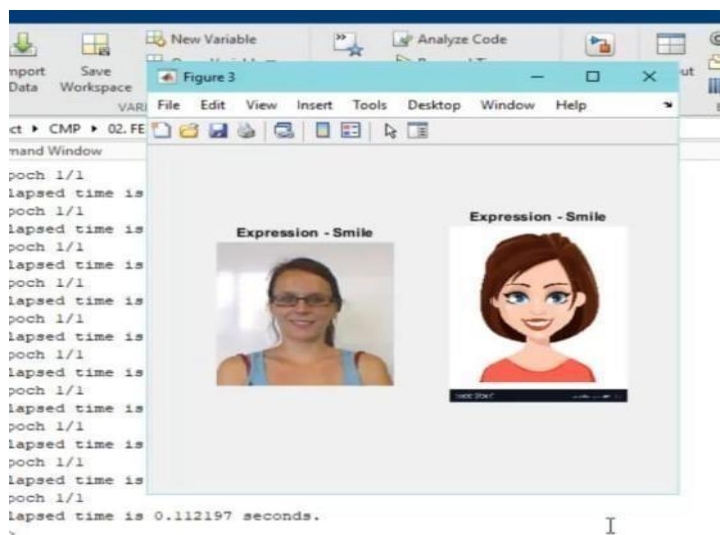 New Variable
Analyze Code
Import
Save
Data
Workspace
Figure 3
File Edit View Insert Tools Desktop Window Help
CMP 02. FE
mand Window
poch 1/1
lapsed time is
poch 1/1
lapsed time is
poch 1/1
lapsed time is
poch 1/1
lapsed time is
poch 1/1
lapsed time is
poch 1/1
lapsed time is
poch 1/1
lapsed time is
poch 1/1
lapsed time is
poch 1/1
lapsed time is
poch 1/1
lapsed time is 0.112197 seconds.
Expression - Smile
Expression - Smile